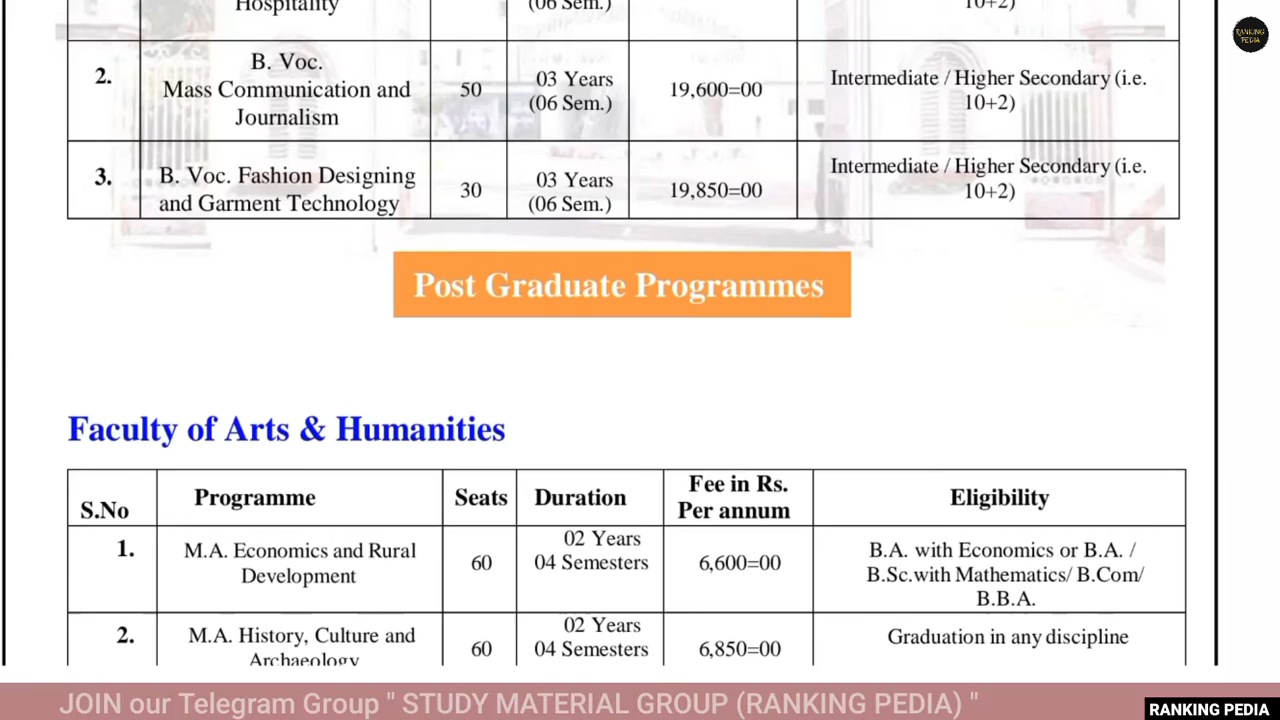 Hospitality
(06 Sem.)
10+2)
RANKING
PEDIA
2.
B. Voc.
Mass Communication and
Journalism
50
03 Years
(06 Sem.)
19,600=00
Intermediate / Higher Secondary (i.e.
10+2)
3.
B. Voc. Fashion Designing
and Garment Technology
30
03 Years
(06 Sem.)
19,850=00
Intermediate / Higher Secondary (i.e.
10+2)
Post Graduate Programmes
Faculty of Arts & Humanities
S.No
Programme
Seats
Duration
Fee in Rs.
Per annum
Eligibility
1.
M.A. Economics and Rural
Development
60
02 Years
04 Semesters
6,600=00
B.A. with Economics or B.A. /
B.Sc.with Mathematics/ B.Com/
B.B.A.
2.
M.A. History, Culture and
Archaeology
60
02 Years
04 Semesters
6,850=00
Graduation in any discipline
JOIN our Telegram Group " STUDY MATERIAL GROUP (RANKING PEDIA) "
RANKING PEDIA